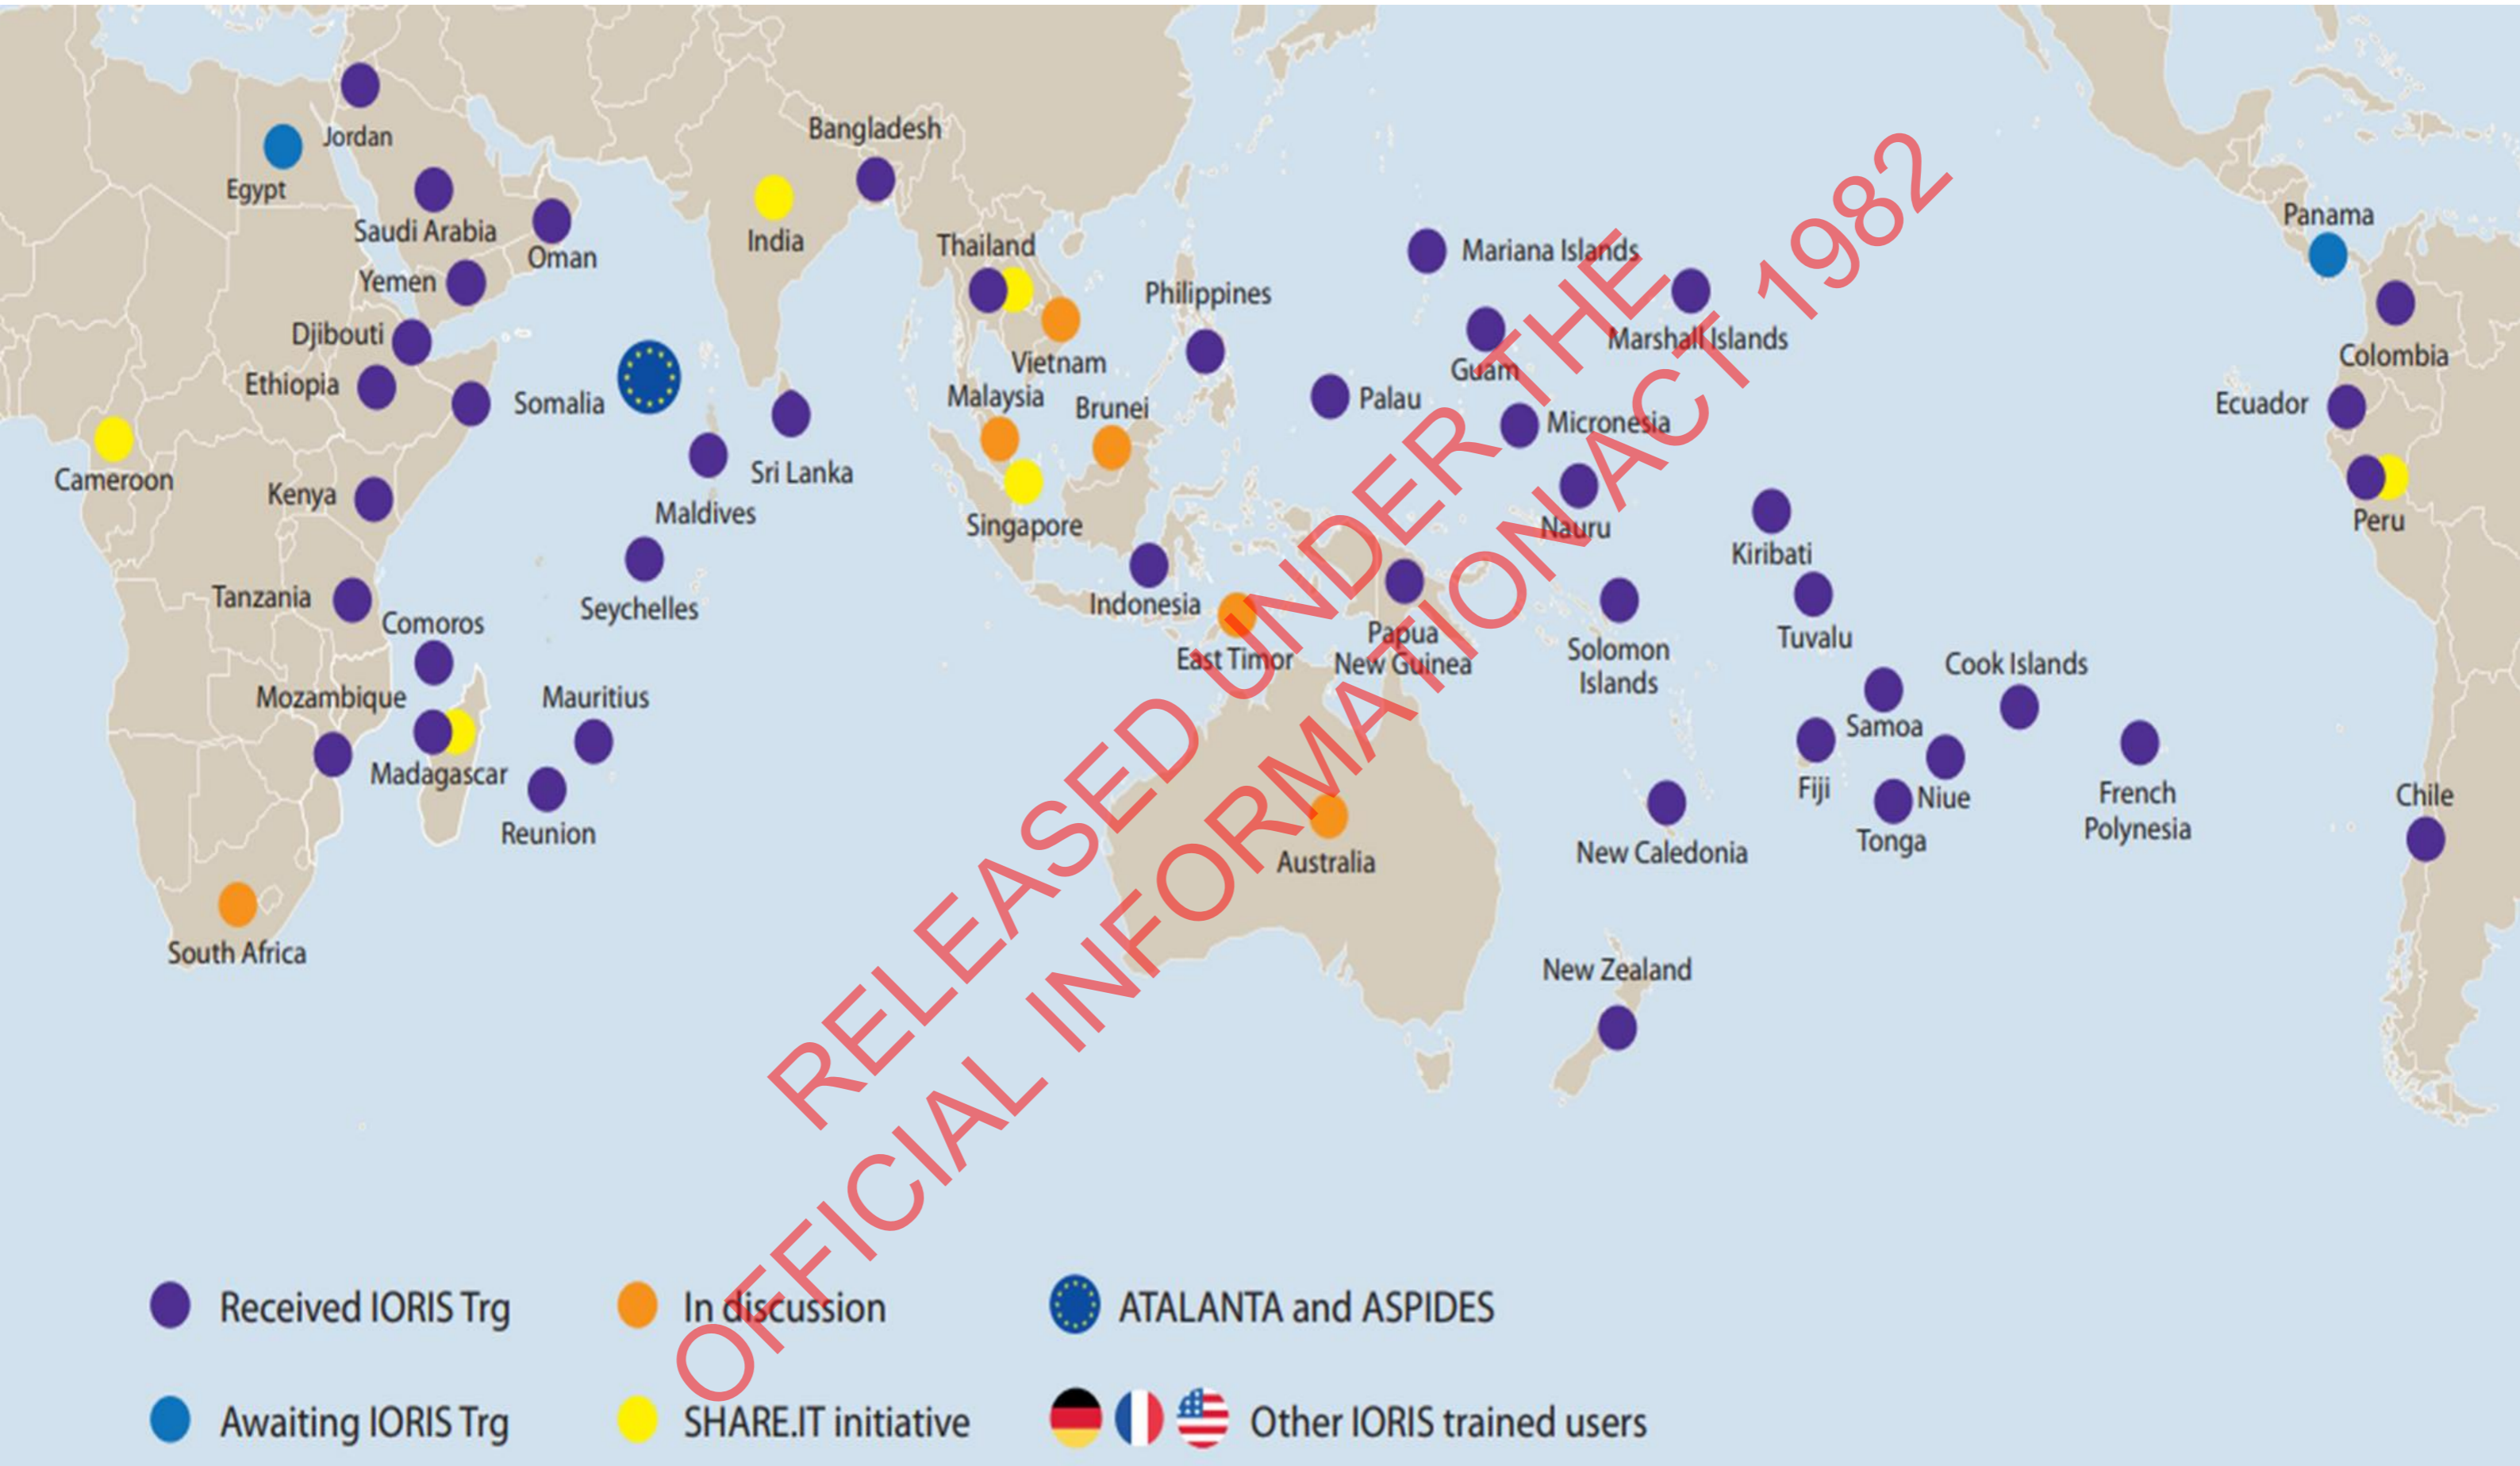 Jordan
Egypt
Saudi Arabia
Oman
Yemen
Djibouti
Ethiopia
Somalia
Cameroon
Kenya
Tanzania
Comoros
Mozambique
Mauritius
Madagascar
Reunion
South Africa
Seychelles
Maldives
Sri Lanka
India
Bangladesh
Thailand
Vietnam
Malaysia
Brunei
Singapore
Philippines
Indonesia
East Timor
Papua
New Guinea
Australia
Mariana Islands
Marshall Islands
Guam
Palau
Micronesia
Nauru
Kiribati
Tuvalu
Solomon
Islands
Cook Islands
Samoa
Fiji
Niue
Tonga
French
Polynesia
New Caledonia
New Zealand
Panama
Colombia
Ecuador
Peru
Chile
RELEASED UNDER THE
OFFICIAL INFORMATION ACT 1982
Received IORIS Trg
In discussion
ATALANTA and ASPIDES
Awaiting IORIS Trg
SHARE.IT initiative
Other IORIS trained users